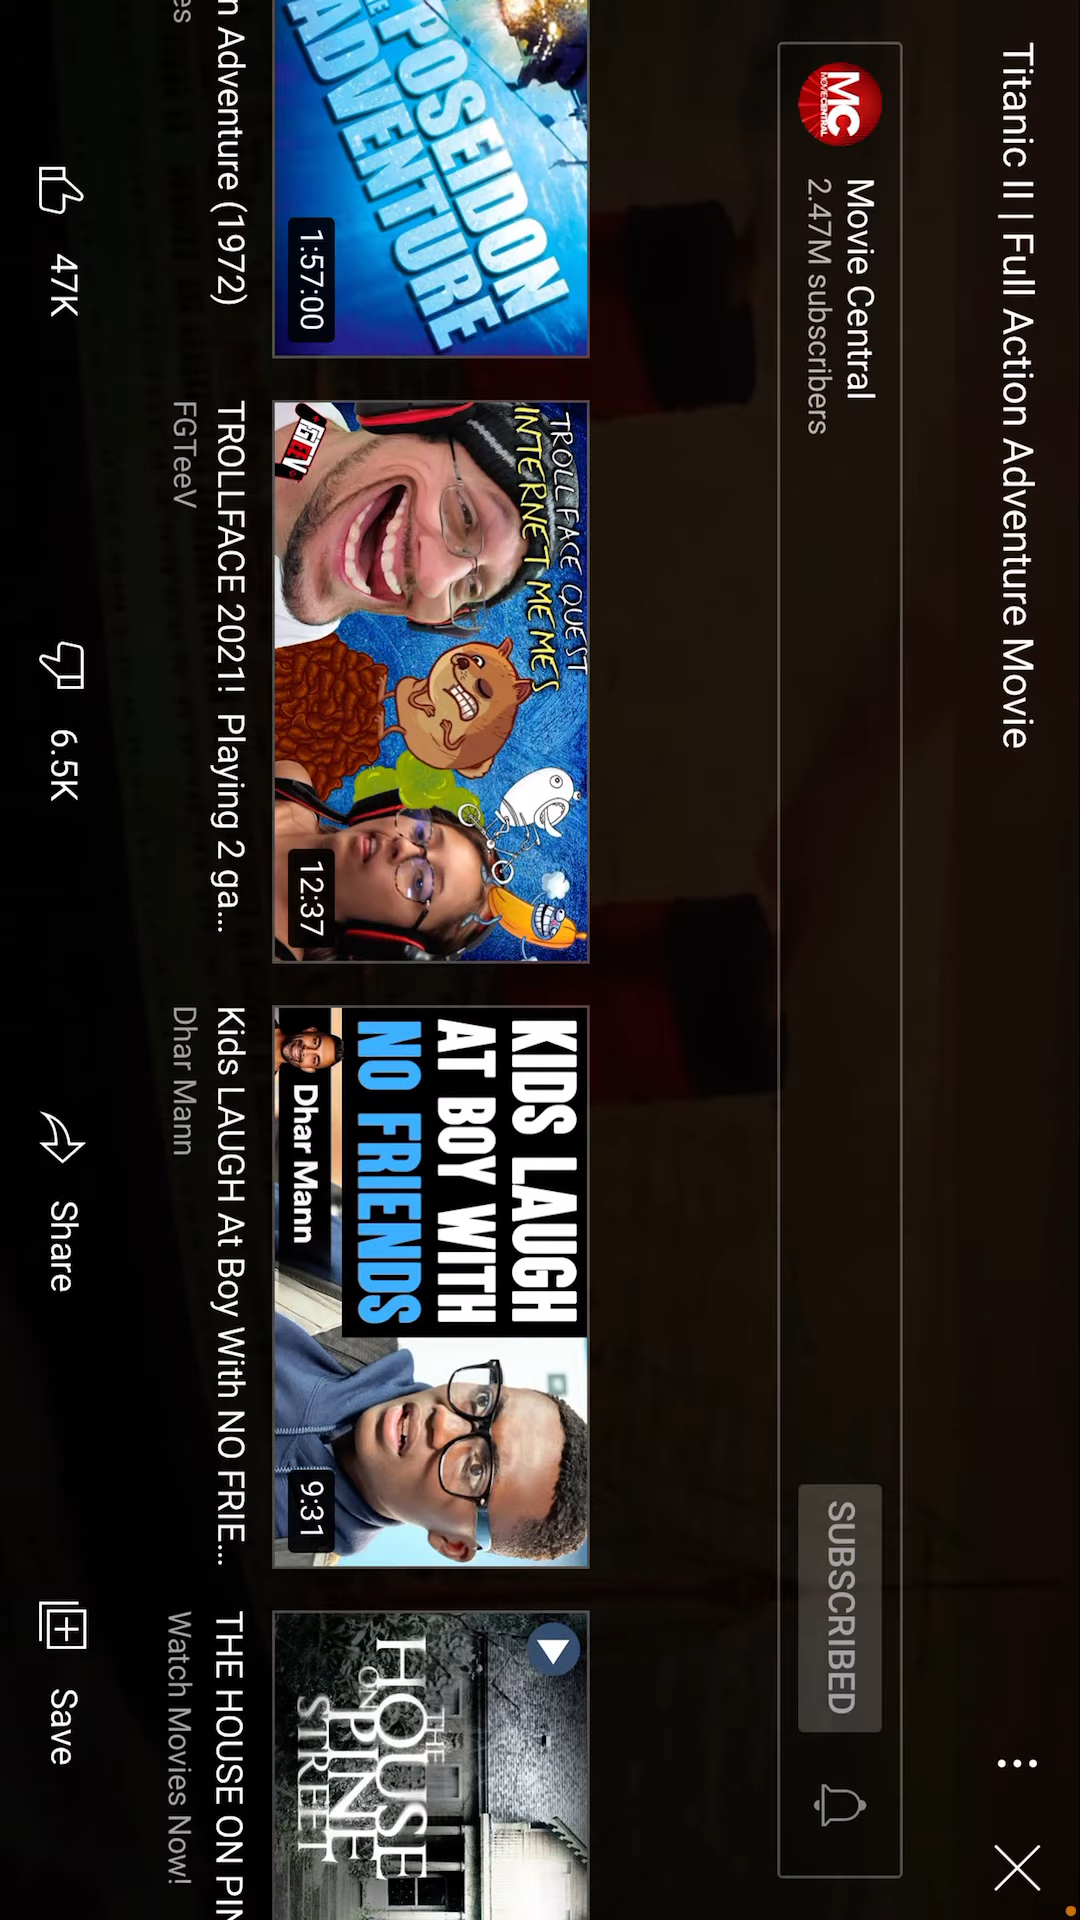 Titanic II | Full Action Adventure Movie
MC
MOVIECENTRAL
Movie Central
2.47M subscribers
SUBSCRIBED
POSEIDON
ADVENTURE
1:57:00
n Adventure (1972)
es
TROLLFACE QUEST
INTERNET MEMES
FGTEEV
12:37
TROLLFACE 2021! Playing 2 ga...
FGTeeV
KIDS LAUGH
AT BOY WITH
NO FRIENDS
Dhar Mann
9:31
Kids LAUGH At Boy With NO FRIE...
Dhar Mann
THE
HOUSE
ON PINE
STREET
THE HOUSE ON PIN
Watch Movies Now!
47K
6.5K
Share
Save